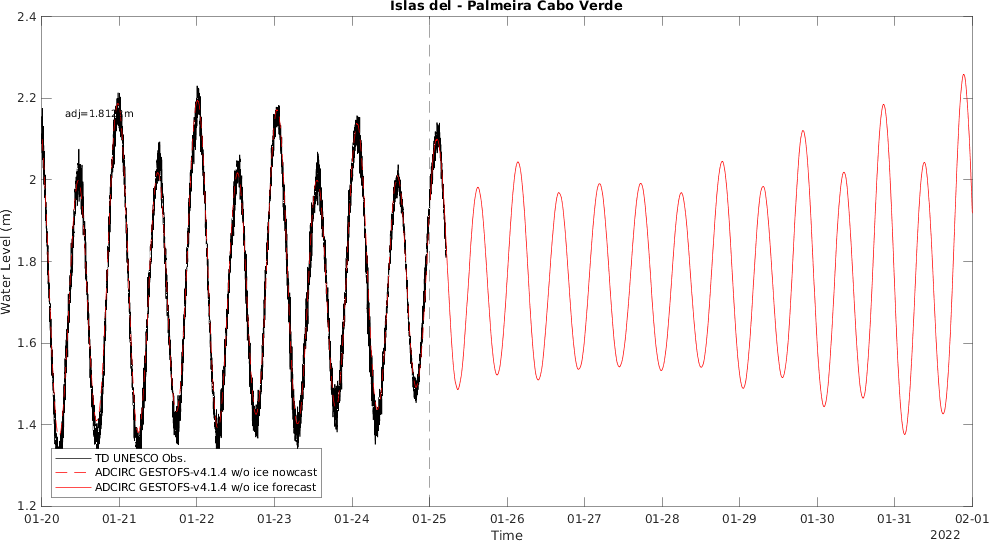 Islas del - Palmeira Cabo Verde
2.4
2.2
2
1.8
1.6
1.4
1.2
Water Level (m)
TD UNESCO Obs.
ADCIRC GESTOFS-v4.1.4 w/o ice nowcast
ADCIRC GESTOFS-v4.1.4 w/o ice forecast
01-20 01-21 01-22 01-23 01-24 01-25 01-26 01-27 01-28 01-29 01-30 01-31 02-01
Time
2022